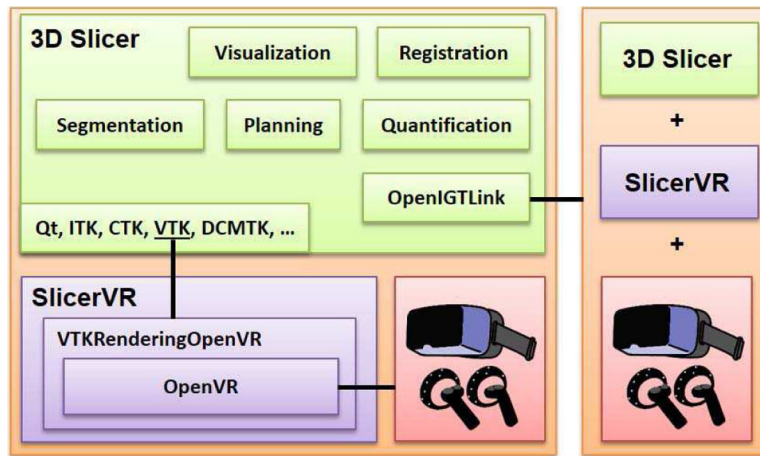 3D Slicer
Visualization
Registration
Segmentation
Planning
Quantification
OpenIGTLink
Qt, ITK, CTK, VTK, DCMTK, ...
SlicerVR
VTKRenderingOpenVR
OpenVR
3D Slicer
+
SlicerVR
+